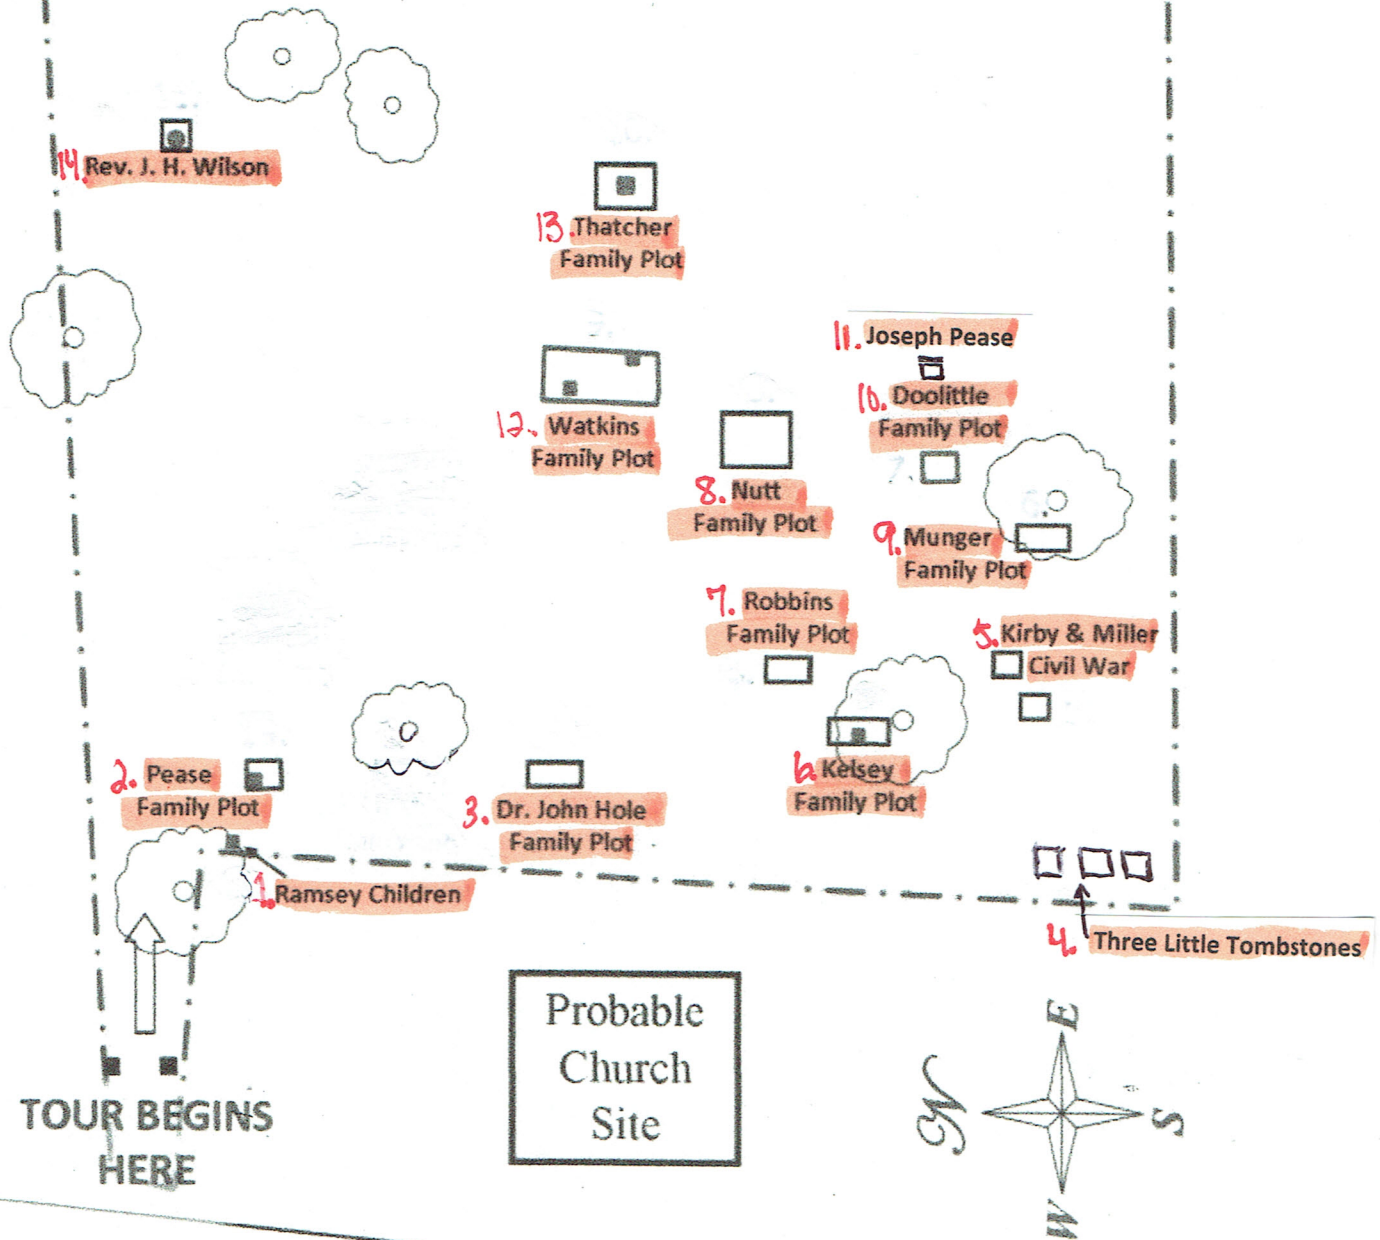 14. Rev. J. H. Wilson
13. Thatcher
Family Plot
11. Joseph Pease
10. Doolittle
Family Plot
12. Watkins
Family Plot
8. Nutt
Family Plot
9. Munger
Family Plot
7. Robbins
Family Plot
5. Kirby & Miller
Civil War
2. Pease
Family Plot
6. Kelsey
Family Plot
3. Dr. John Hole
Family Plot
1. Ramsey Children
4. Three Little Tombstones
Probable
Church
Site
TOUR BEGINS
HERE
E
N
S
W